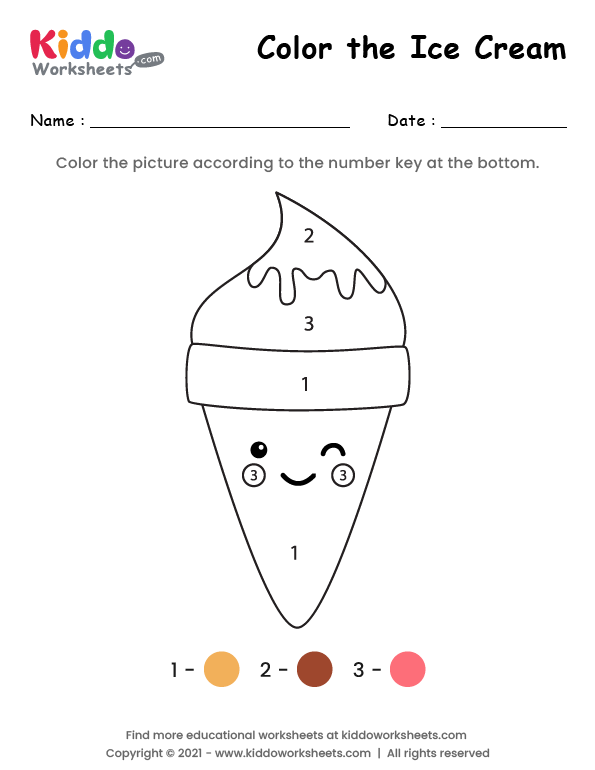 Kiddo
Worksheets .com
Color the Ice Cream
Name : Date :
Color the picture according to the number key at the bottom.
2
3
1
3 3
1
1 - 2 - 3 -
Find more educational worksheets at kiddoworksheets.com
Copyright © 2021 - www.kiddoworksheets.com | All rights reserved